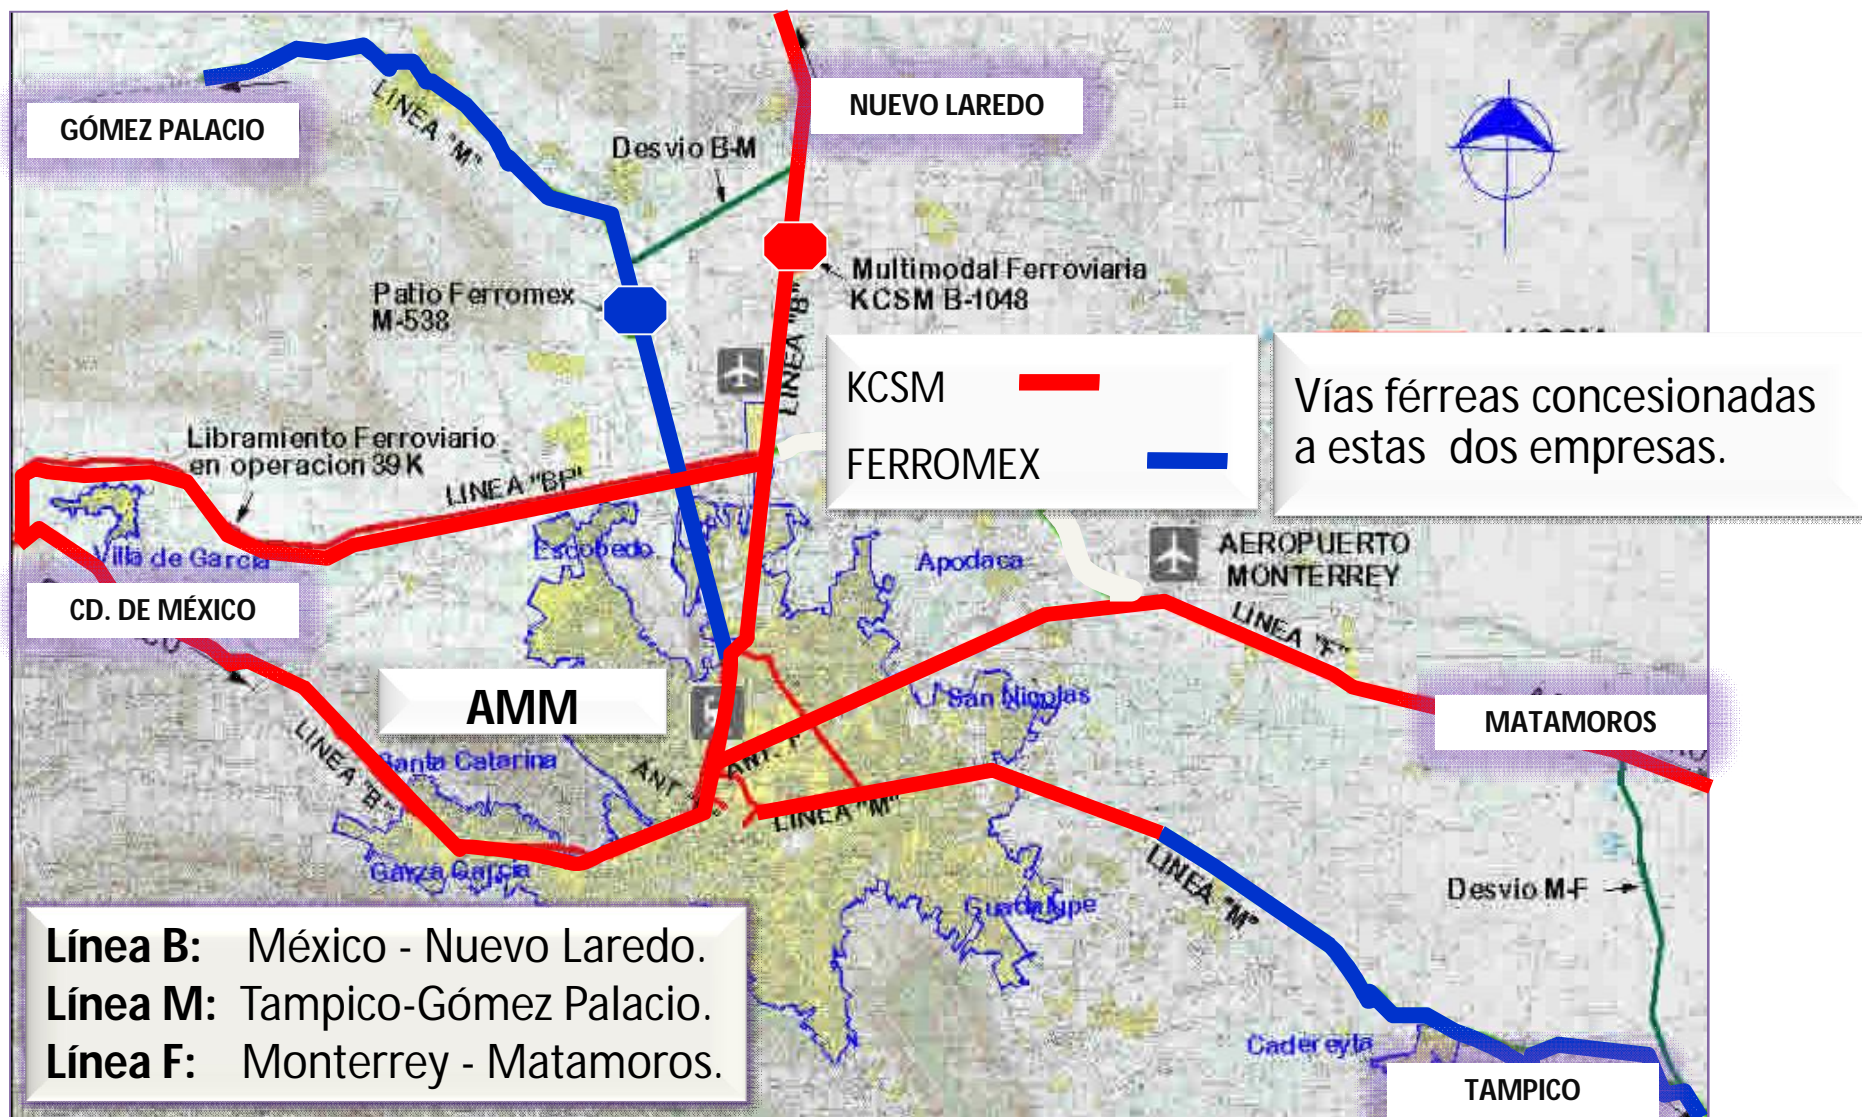 GÓMEZ PALACIO
LINEA "M"
Desvio B-M
NUEVO LAREDO
Patio Ferromex
M-538
Multimodal Ferroviaria
KCSM B-1048
LINEA "B"
KCSM
FERROMEX
Vías férreas concesionadas
a estas dos empresas.
Libramiento Ferroviario
en operacion 39 K
LINEA "BF"
Villa de Garcia
Escobedo
Apodaca
AEROPUERTO
MONTERREY
CD. DE MÉXICO
LINEA "F"
AMM
San Nicolas
MATAMOROS
LINEA "B"
Santa Catarina
ANT.
ANT. F
LINEA "M"
Garza Garcia
Guadalupe
LINEA "M"
Desvio M-F
Línea B: México - Nuevo Laredo.
Línea M: Tampico-Gómez Palacio.
Línea F: Monterrey - Matamoros.
Cadereyta
TAMPICO